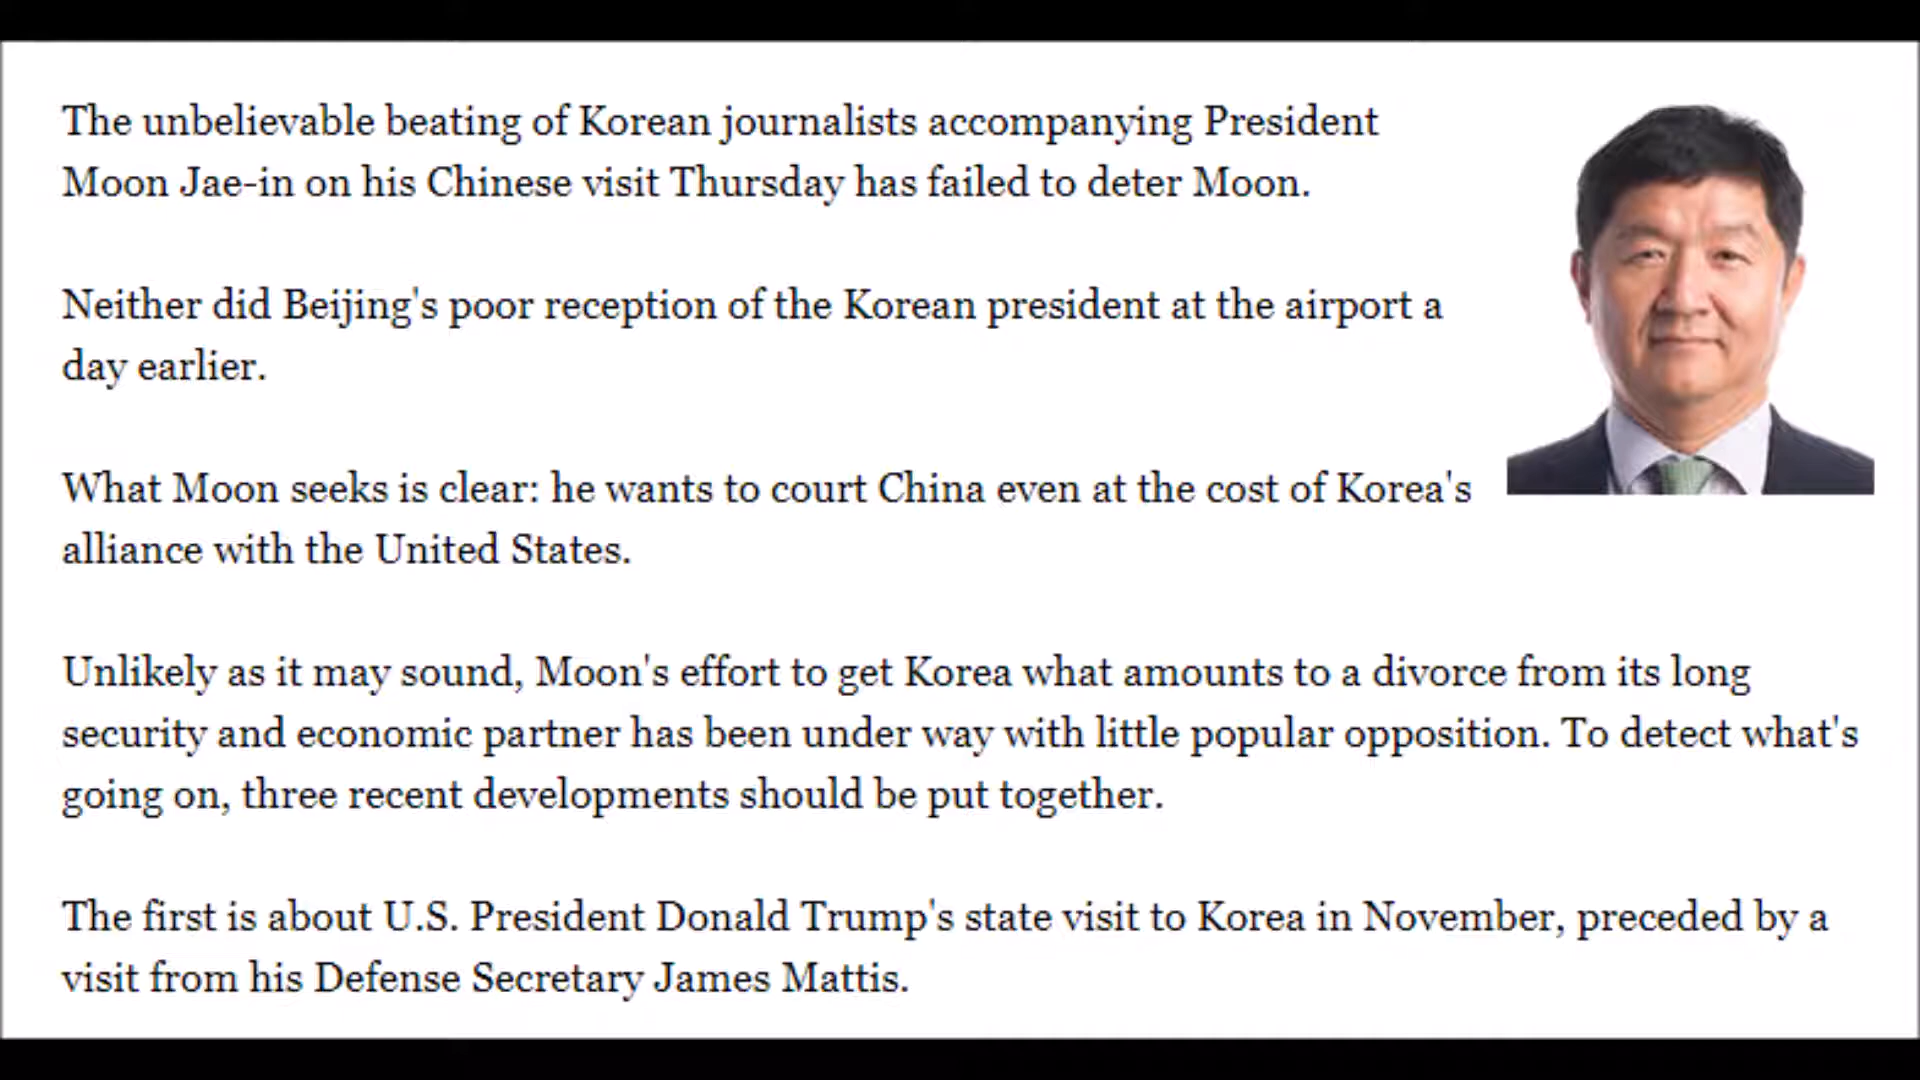 The unbelievable beating of Korean journalists accompanying President
Moon Jae-in on his Chinese visit Thursday has failed to deter Moon.
Neither did Beijing's poor reception of the Korean president at the airport a
day earlier.
What Moon seeks is clear: he wants to court China even at the cost of Korea's
alliance with the United States.
Unlikely as it may sound, Moon's effort to get Korea what amounts to a divorce from its long
security and economic partner has been under way with little popular opposition. To detect what's
going on, three recent developments should be put together.
The first is about U.S. President Donald Trump's state visit to Korea in November, preceded by a
visit from his Defense Secretary James Mattis.